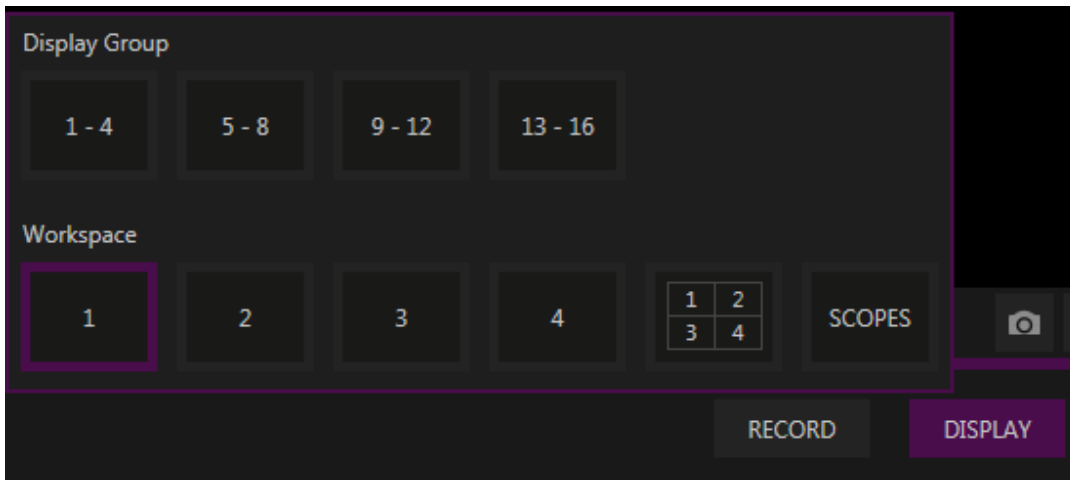 Display Group
1 - 4 5 - 8 9 - 12 13 - 16
Workspace
1 2 3 4 1 2 SCOPES
3 4
RECORD DISPLAY